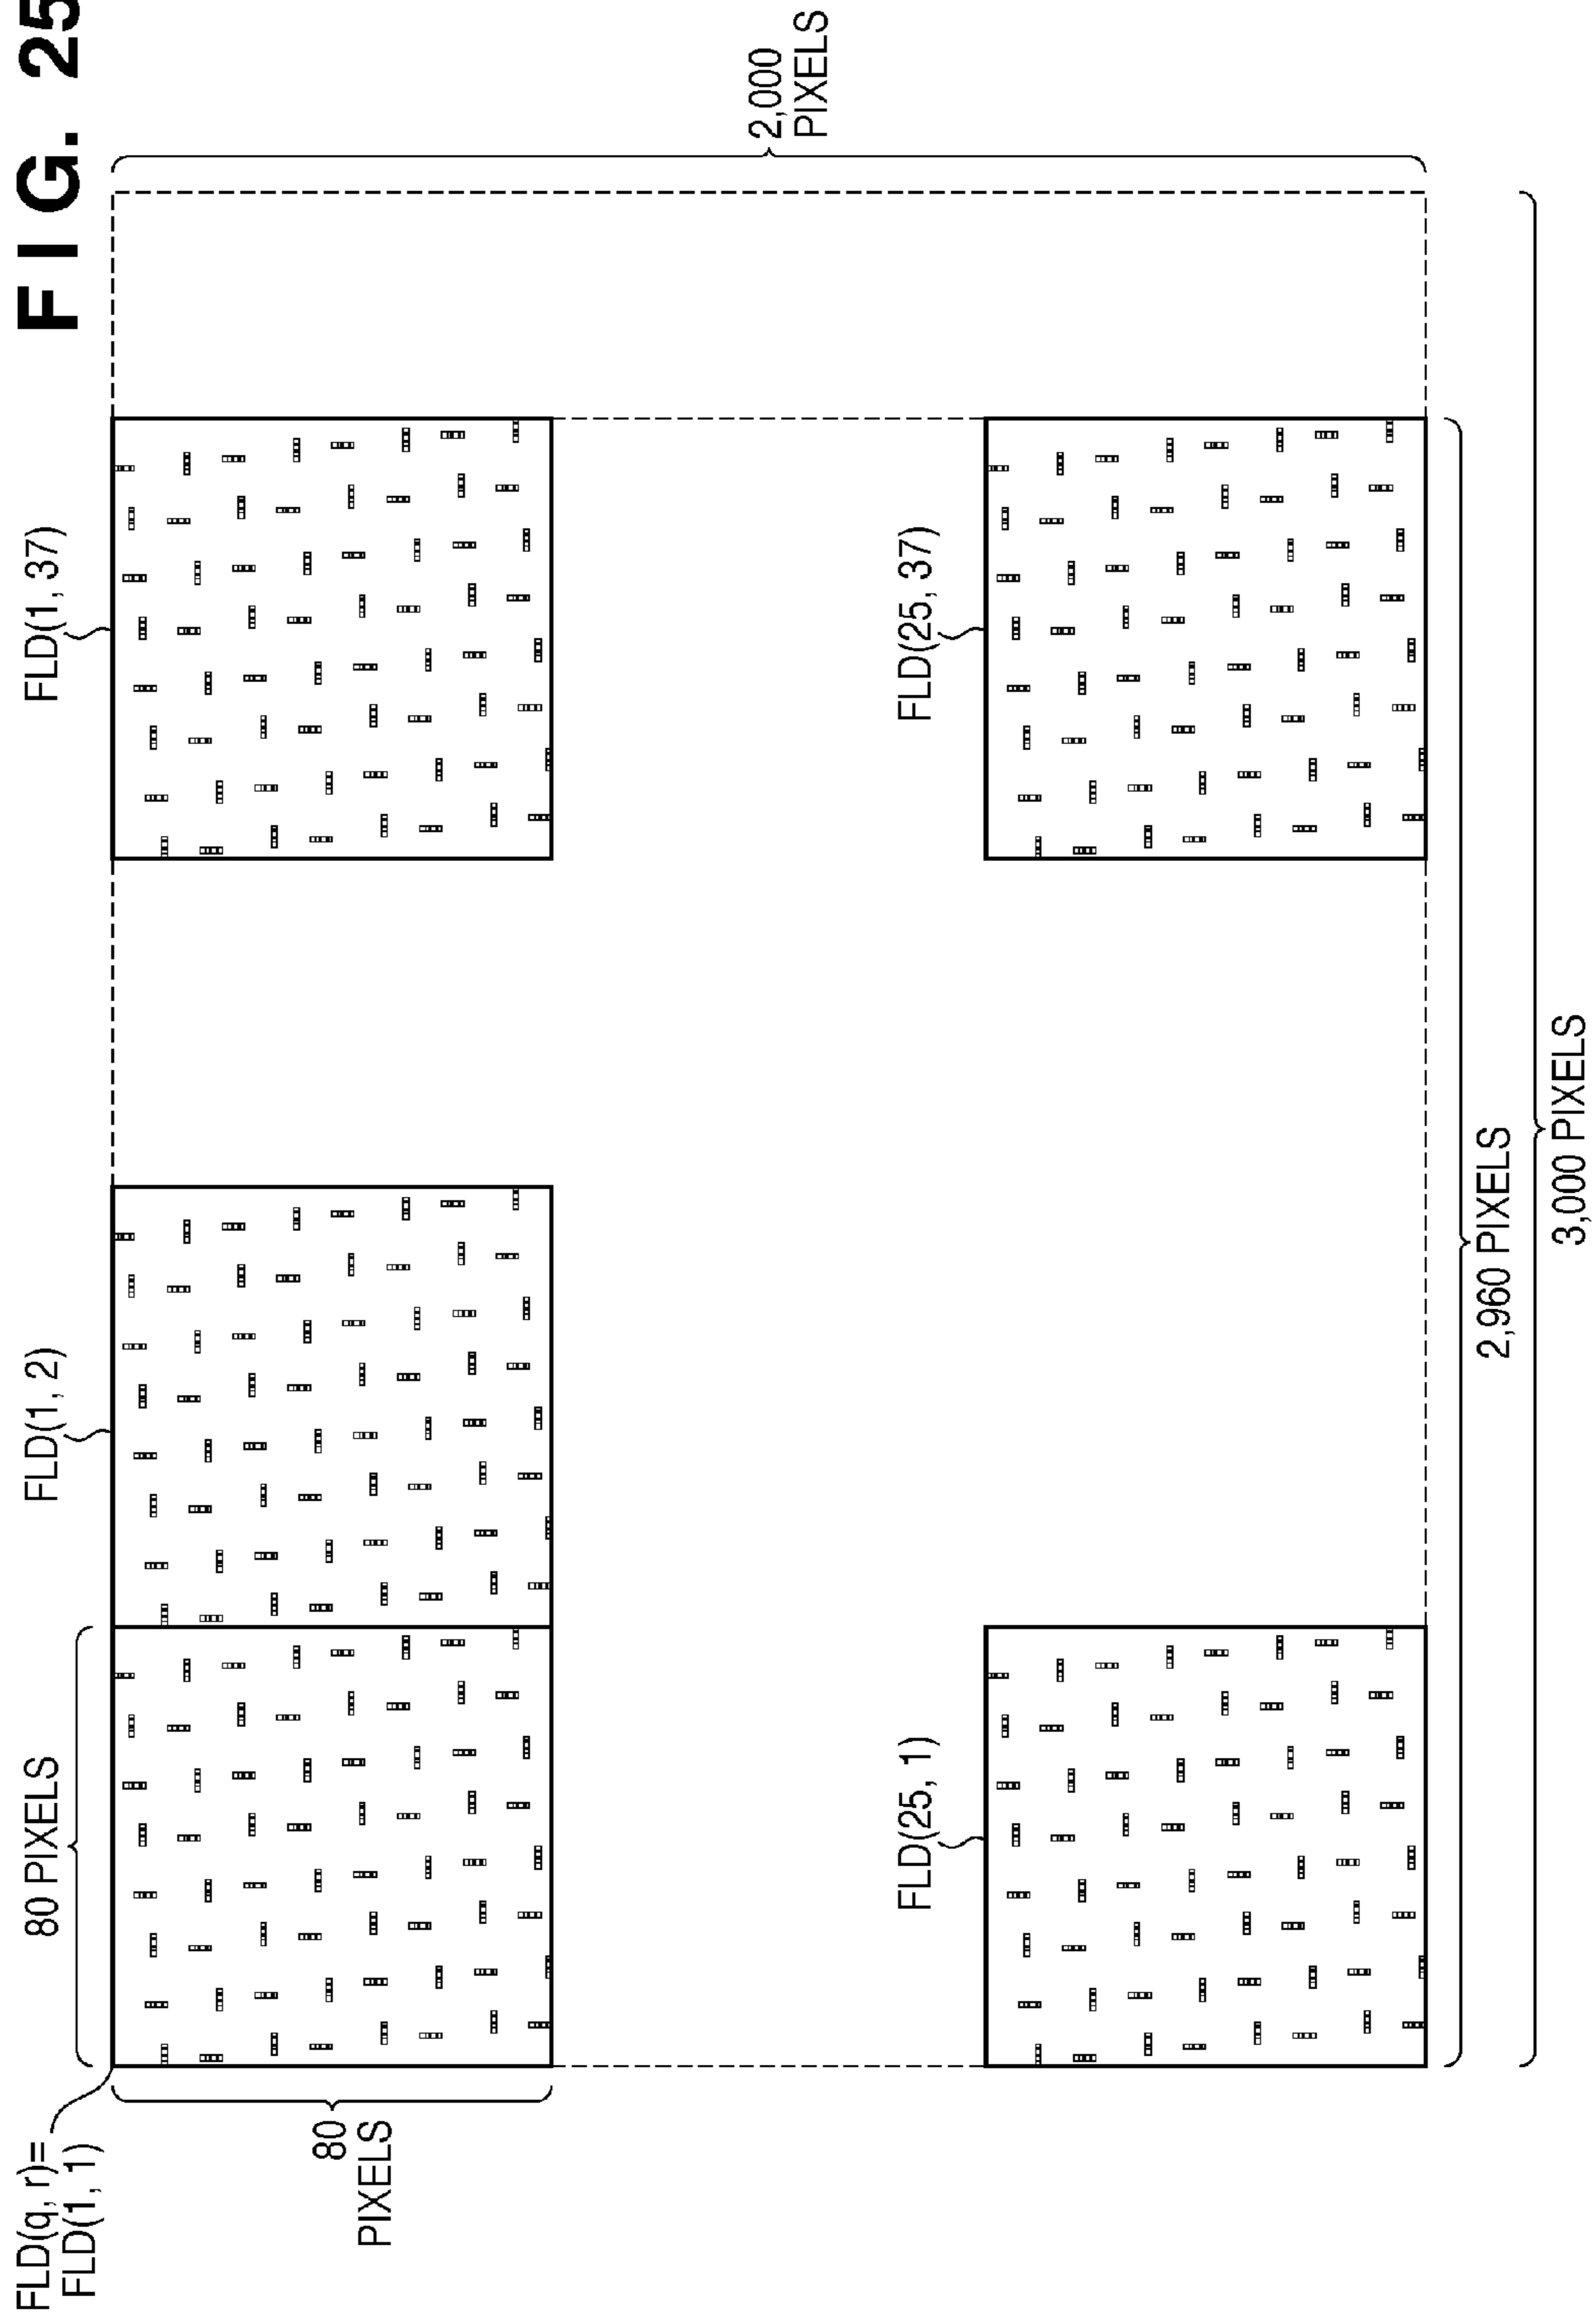 F I G. 25
FLD(q, r)=
FLD(1, 1)
80 PIXELS
FLD(1, 2)
FLD(1, 37)
80
PIXELS
2,000
PIXELS
FLD(25, 1)
FLD(25, 37)
2,960 PIXELS
3,000 PIXELS